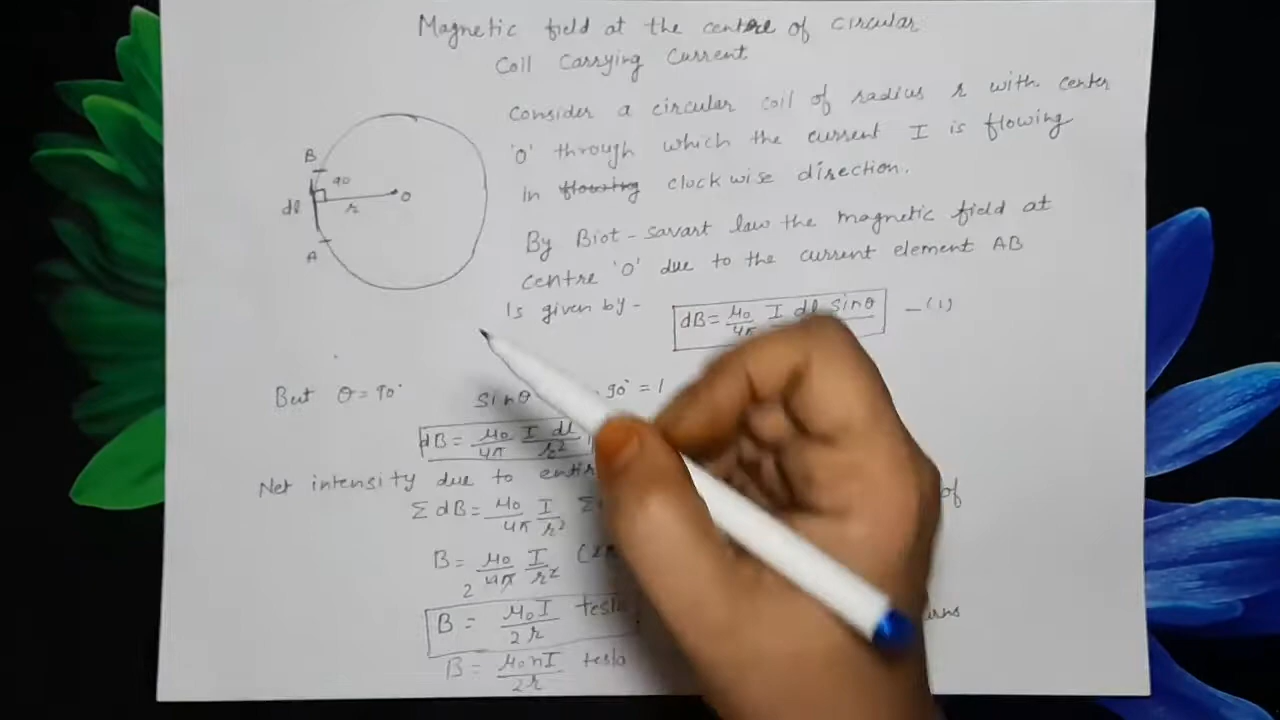 Magnetic field at the centre of circular
Coil Carrying Current
Consider a circular coil of radius r with center
'O' through which the current I is flowing
in flowing clockwise direction.
B
90
dl
r
O
A
By Biot-savart law the magnetic field at
centre 'O' due to the current element AB
Is given by-
dB = μ0/4π I dl sinθ —(1)
But θ=90° sinθ 90° = 1
dB = μ0/4π I dl/r²
Net intensity due to of
Σ dB = μ0/4π I/r² Σ
B = μ0/4π I/r² (2π
2
B = μ0I/2r tesla
B = μ0nI/2r tesla